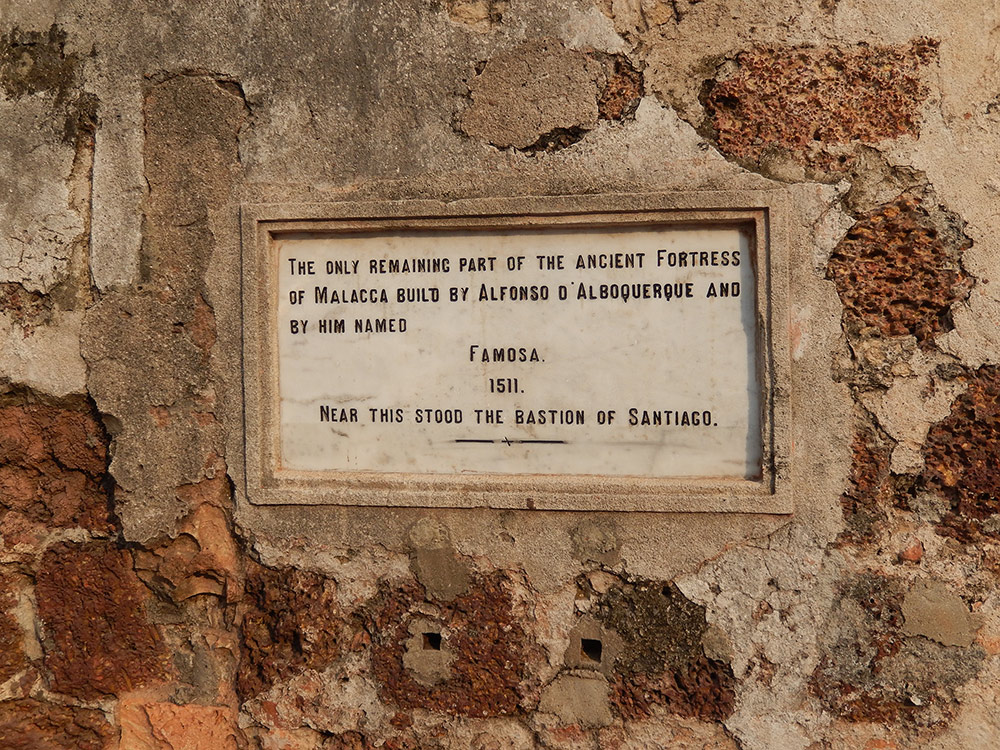 The only remaining part of the ancient Fortress
of Malacca build by Alfonso d'Alboquerque and
by him named
Famosa.
1511.
Near this stood the bastion of Santiago.